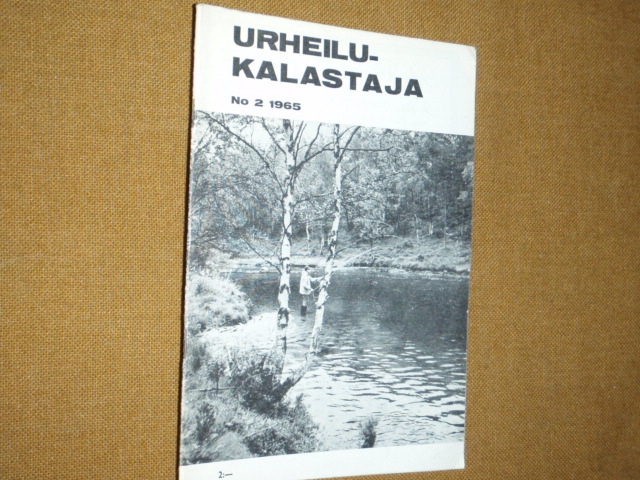 URHEILU-
KALASTAJA
No 2 1965
2:—